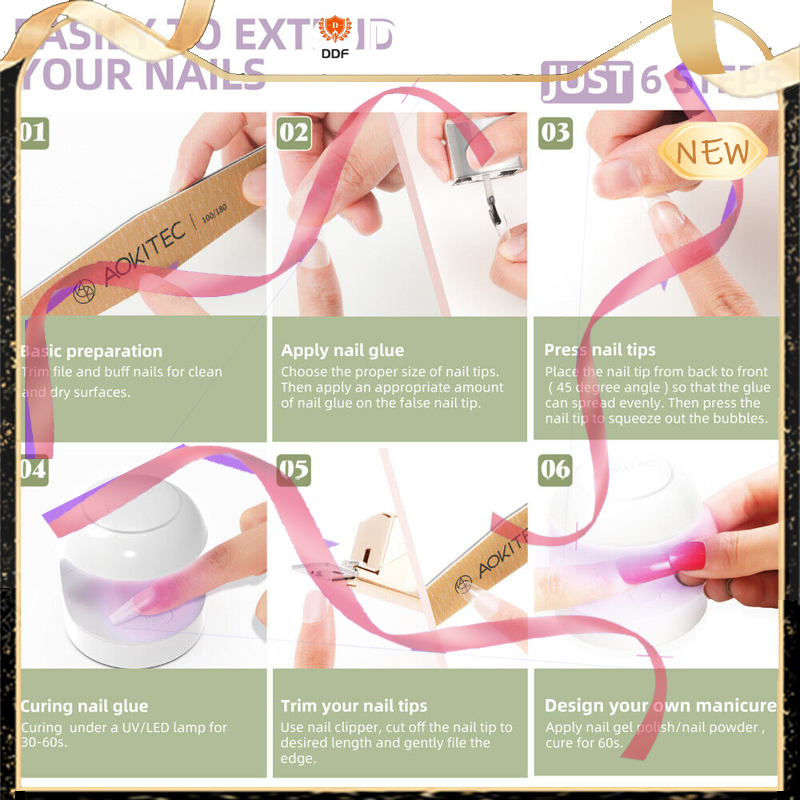 EASILY TO EXTEND
YOUR NAILS
DDF
JUST 6 STEPS
NEW
01
AOKITEC | 100/180
Basic preparation
Trim file and buff nails for clean
and dry surfaces.
02
Apply nail glue
Choose the proper size of nail tips.
Then apply an appropriate amount
of nail glue on the false nail tip.
03
Press nail tips
Place the nail tip from back to front
( 45 degree angle ) so that the glue
can spread evenly. Then press the
nail tip to squeeze out the bubbles.
04
AOKITEC
Curing nail glue
Curing under a UV/LED lamp for
30-60s.
05
AOKITE
Trim your nail tips
Use nail clipper, cut off the nail tip to
desired length and gently file the
edge.
06
AOKITEC
Design your own manicure
Apply nail gel polish/nail powder ,
cure for 60s.